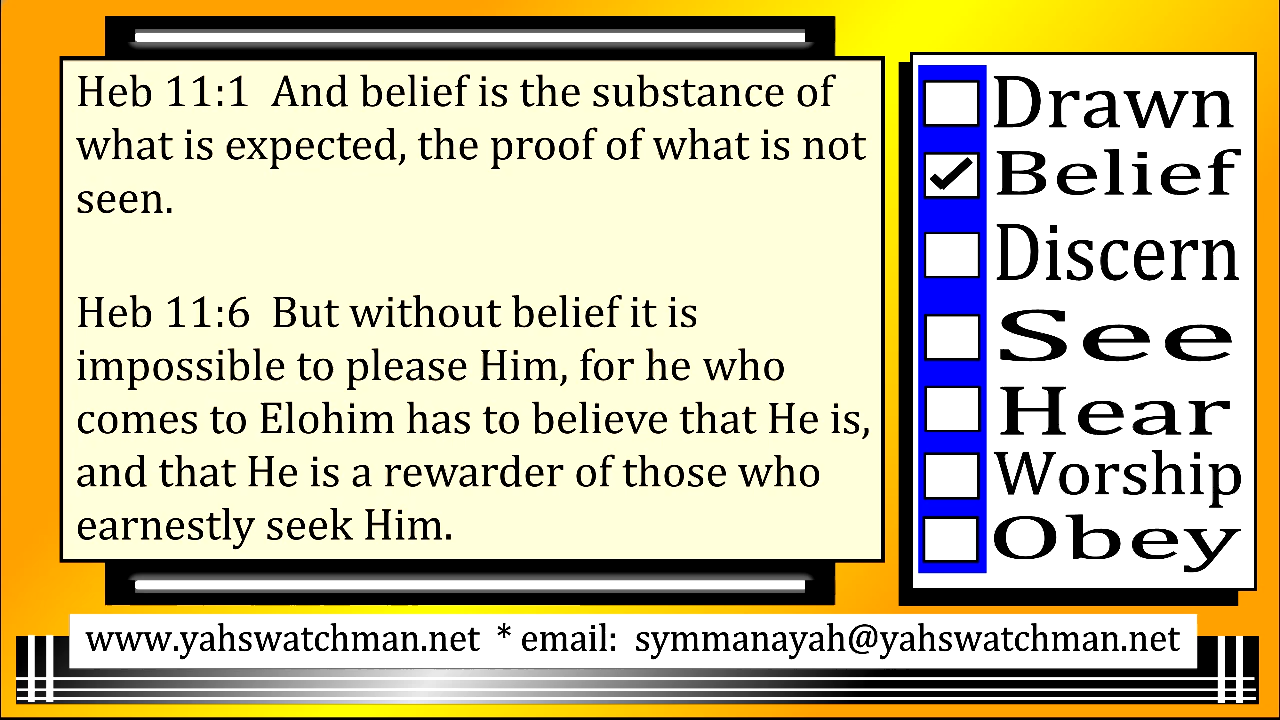 Heb 11:1  And belief is the substance of
what is expected, the proof of what is not
seen.
Heb 11:6  But without belief it is
impossible to please Him, for he who
comes to Elohim has to believe that He is,
and that He is a rewarder of those who
earnestly seek Him.
Drawn
Belief
Discern
See
Hear
Worship
Obey
www.yahswatchman.net  * email:  symmanayah@yahswatchman.net